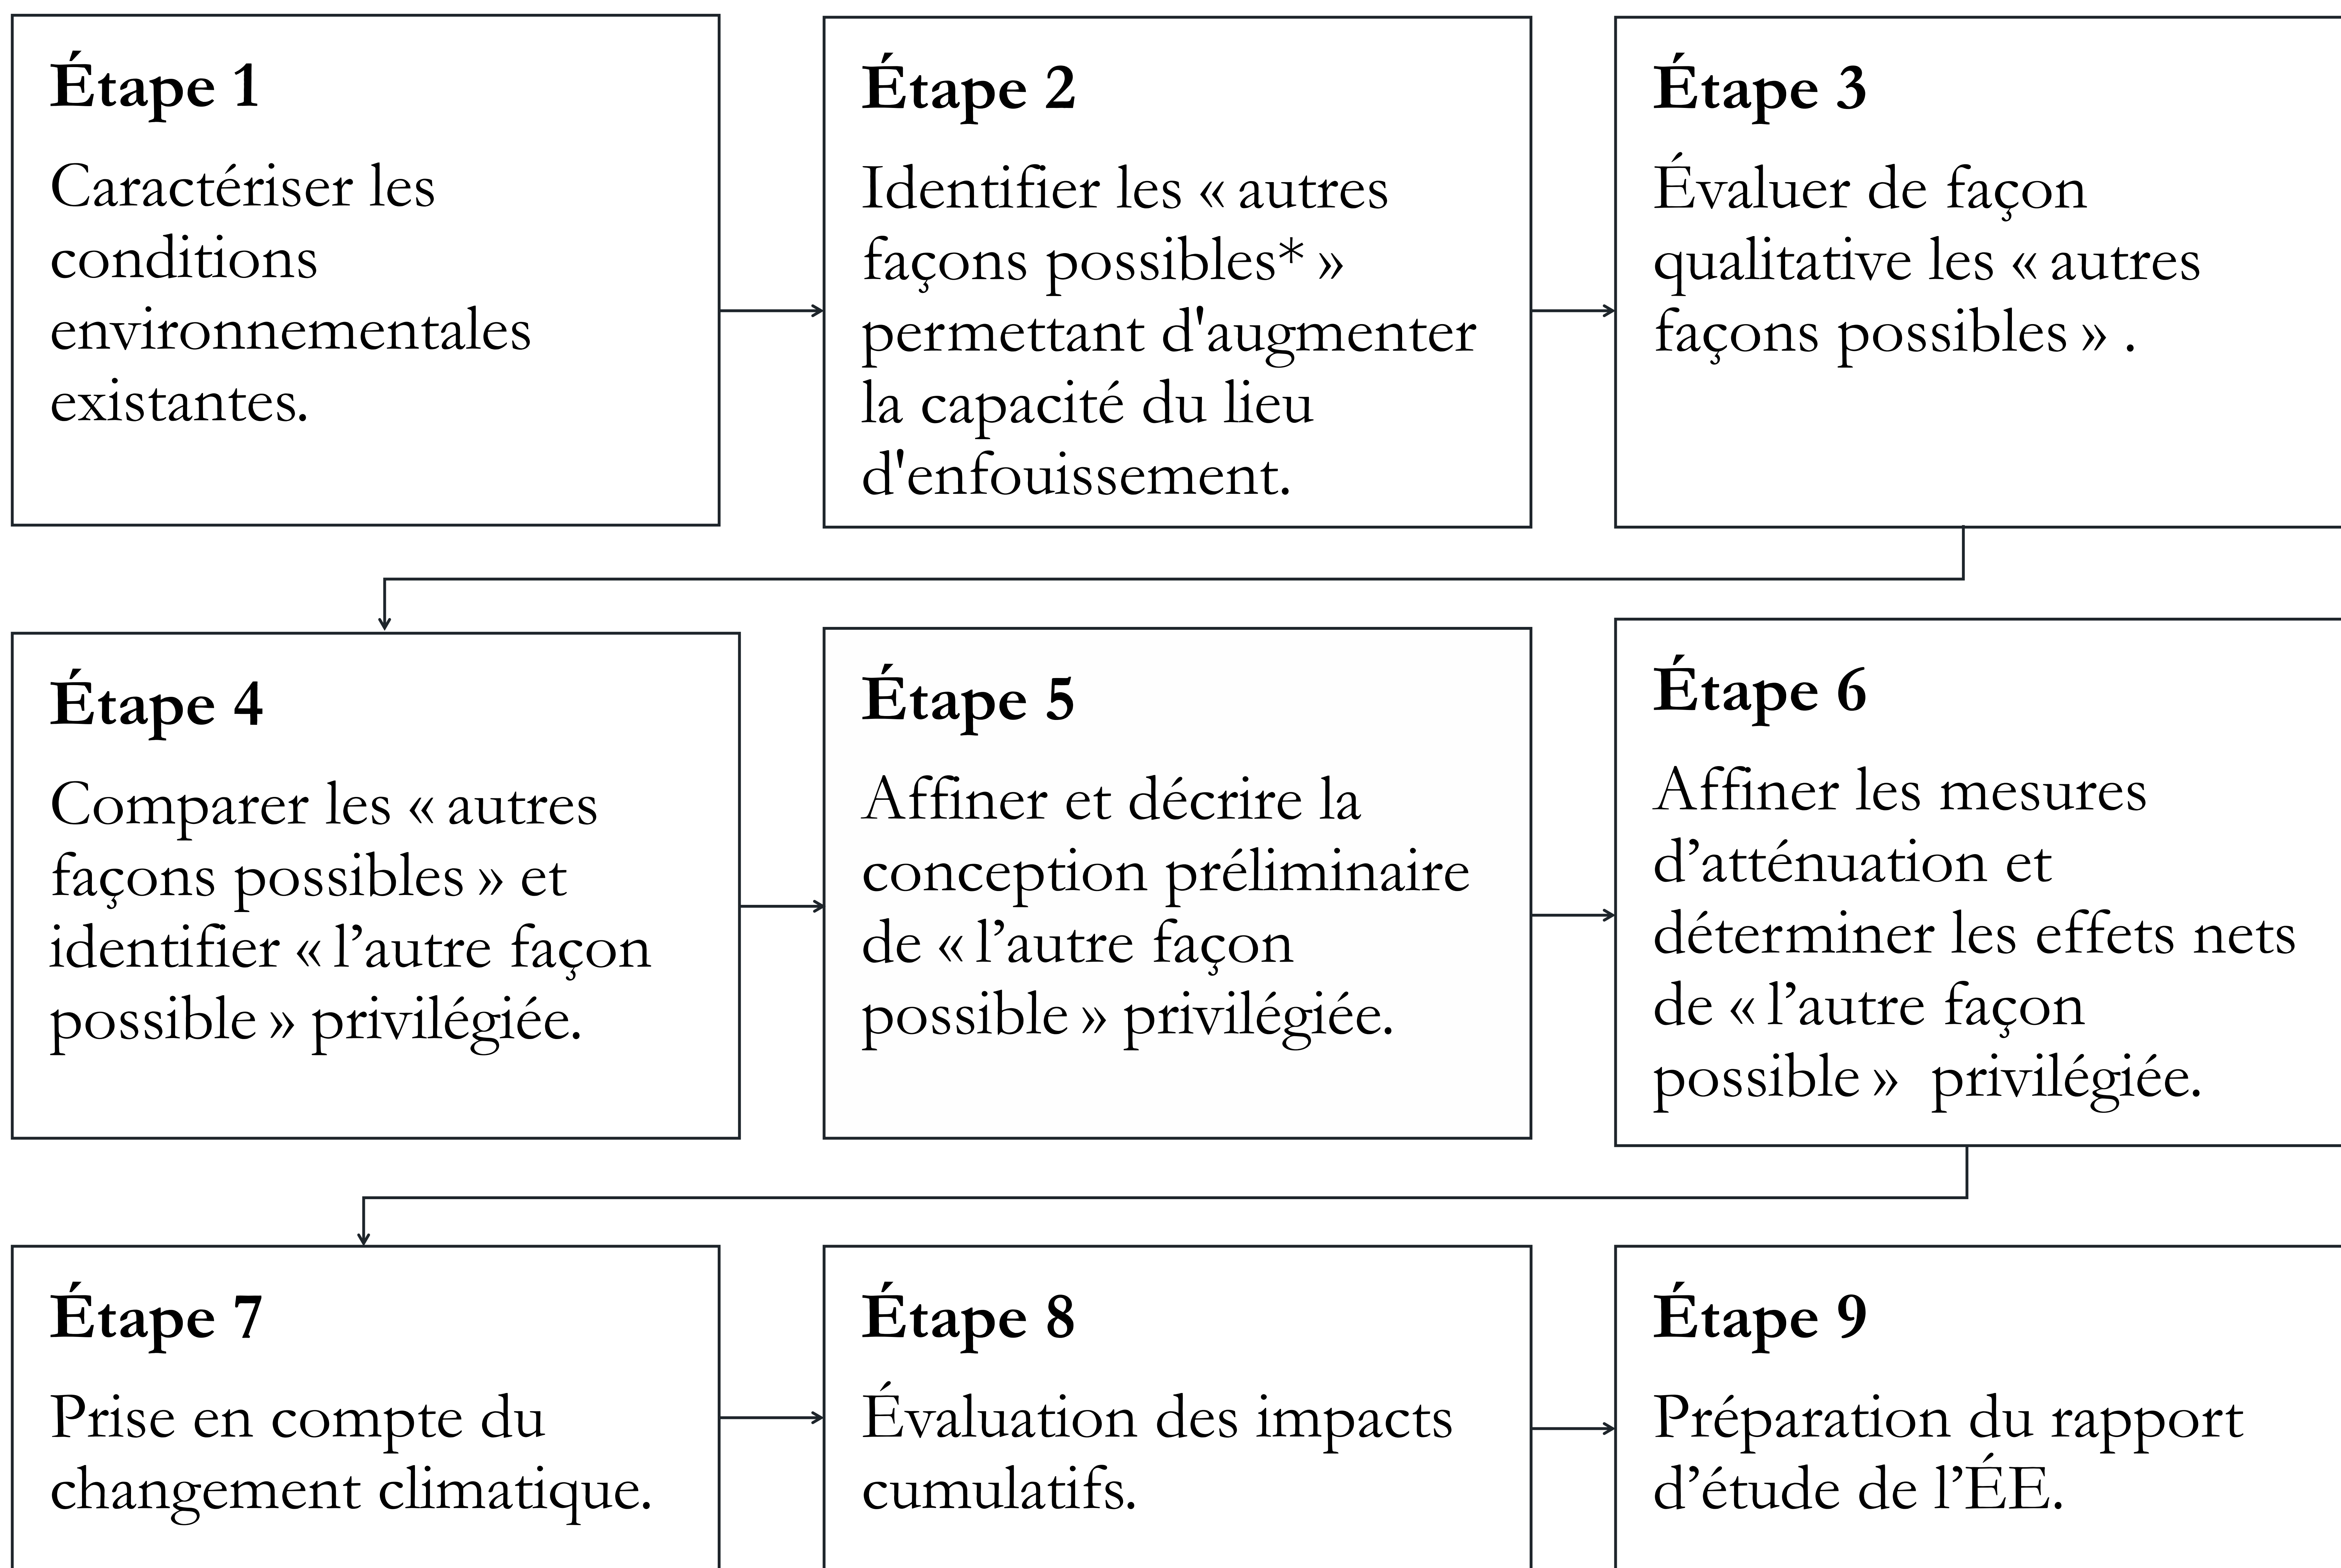 Étape 1
Caractériser les
conditions
environnementales
existantes.
Étape 2
Identifier les « autres
façons possibles* »
permettant d'augmenter
la capacité du lieu
d'enfouissement.
Étape 3
Évaluer de façon
qualitative les « autres
façons possibles » .
Étape 4
Comparer les « autres
façons possibles » et
identifier « l’autre façon
possible » privilégiée.
Étape 5
Affiner et décrire la
conception préliminaire
de « l’autre façon
possible » privilégiée.
Étape 6
Affiner les mesures
d’atténuation et
déterminer les effets nets
de « l’autre façon
possible »  privilégiée.
Étape 7
Prise en compte du
changement climatique.
Étape 8
Évaluation des impacts
cumulatifs.
Étape 9
Préparation du rapport
d’étude de l’ÉE.